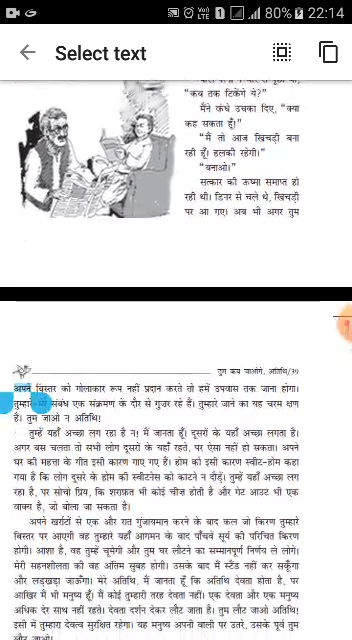 22:14
80%
Select text
"कब तक टिकेंगे ये?"
मैंने कंधे उचका दिए, "क्या
कह सकता हूँ!"
"मैं तो आज खिचड़ी बना
रही हूँ। हलकी रहेगी।"
"बनाओ।"
सत्कार की ऊष्मा समाप्त हो
रही थी। डिनर से चले थे, खिचड़ी
पर आ गए। अब भी अगर तुम
तुम कब जाओगे, अतिथि/39
अपने बिस्तर को गोलाकार रूप नहीं प्रदान करते तो हमें उपवास तक जाना होगा।
तुम्हारे-मेरे संबंध एक संक्रमण के दौर से गुज़र रहे हैं। तुम्हारे जाने का यह चरम क्षण
है। तुम जाओ न अतिथि!
तुम्हें यहाँ अच्छा लग रहा है न! मैं जानता हूँ। दूसरों के यहाँ अच्छा लगता है।
अगर बस चलता तो सभी लोग दूसरों के यहाँ रहते, पर ऐसा नहीं हो सकता। अपने
घर की महत्ता के गीत इसी कारण गाए गए हैं। होम को इसी कारण स्वीट-होम कहा
गया है कि लोग दूसरे के होम की स्वीटनेस को काटने न दौड़ें। तुम्हें यहाँ अच्छा लग
रहा है, पर सोचो प्रिय, कि शराफ़त भी कोई चीज़ होती है और गेट आउट भी एक
वाक्य है, जो बोला जा सकता है।
अपने खर्राटों से एक और रात गुंजायमान करने के बाद कल जो किरण तुम्हारे
बिस्तर पर आएगी वह तुम्हारे यहाँ आगमन के बाद पाँचवें सूर्य की परिचित किरण
होगी। आशा है, वह तुम्हें चूमेगी और तुम घर लौटने का सम्मानपूर्ण निर्णय ले लोगे।
मेरी सहनशीलता की वह अंतिम सुबह होगी। उसके बाद मैं स्टैंड नहीं कर सकूँगा
और लड़खड़ा जाऊँगा। मेरे अतिथि, मैं जानता हूँ कि अतिथि देवता होता है, पर
आखिर मैं भी मनुष्य हूँ। मैं कोई तुम्हारी तरह देवता नहीं। एक देवता और एक मनुष्य
अधिक देर साथ नहीं रहते। देवता दर्शन देकर लौट जाता है। तुम लौट जाओ अतिथि!
इसी में तुम्हारा देवत्व सुरक्षित रहेगा। यह मनुष्य अपनी वाली पर उतरे, उसके पूर्व तुम
लौट जाओ!